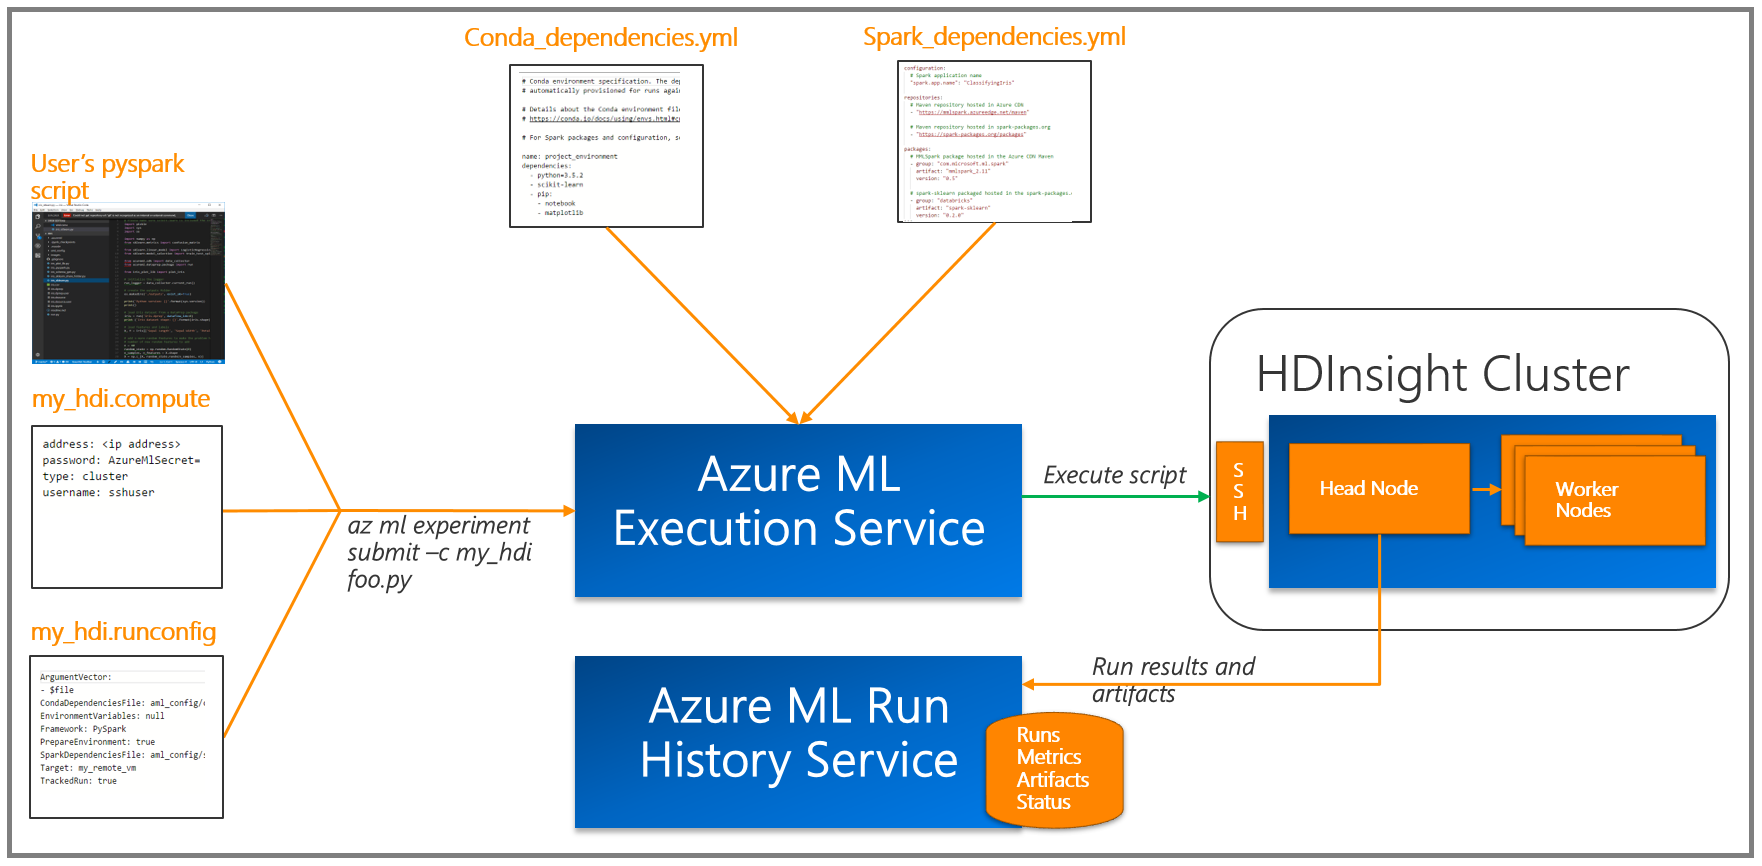 Conda_dependencies.yml
# Conda environment specification. The dep
# automatically provisioned for runs agai
# Details about the Conda environment file
# https://conda.io/docs/using/envs.html#cr
# For Spark packages and configuration, se
name: project_environment
dependencies:
- python=3.5.2
- scikit-learn
- pip:
- notebook
- matplotlib
Spark_dependencies.yml
configuration:
# Spark application name
"spark.app.name": "ClassifyingIris"
repositories:
# Maven repository hosted in Azure CDN
- "https://mmlspark.azureedge.net/maven"
# Maven repository hosted in spark-packages.org
- "https://spark-packages.org/packages"
packages:
# MMLSpark package hosted in the Azure CDN Maven
- group: "com.microsoft.ml.spark"
artifact: "mmlspark_2.11"
version: "0.5"
# spark-sklearn packaged hosted in the spark-packages.
- group: "databricks"
artifact: "spark-sklearn"
version: "0.2.0"
User's pyspark
script
my_hdi.compute
address: <ip address>
password: AzureMlSecret=
type: cluster
username: sshuser
my_hdi.runconfig
ArgumentVector:
- $file
CondaDependenciesFile: aml_config/c
EnvironmentVariables: null
Framework: PySpark
PrepareEnvironment: true
SparkDependenciesFile: aml_config/s
Target: my_remote_vm
TrackedRun: true
az ml experiment
submit –c my_hdi
foo.py
Azure ML
Execution Service
Execute script
HDInsight Cluster
S
S
H
Head Node
Worker
Nodes
Run results and
artifacts
Azure ML Run
History Service
Runs
Metrics
Artifacts
Status